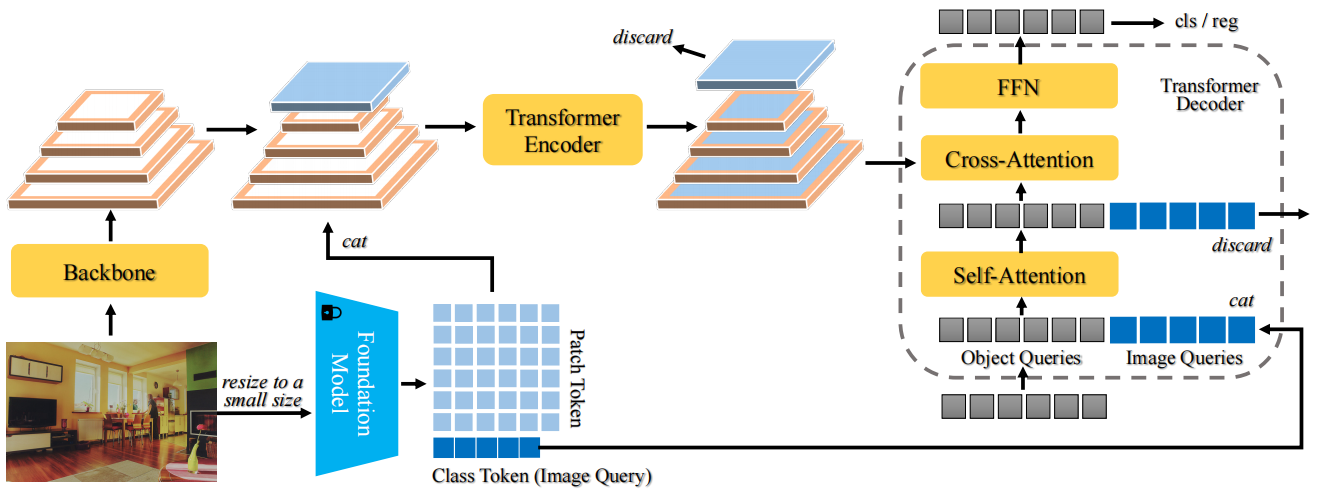 discard
cls / reg
FFN
Transformer
Decoder
Transformer
Encoder
Cross-Attention
cat
discard
Backbone
Self-Attention
cat
Foundation
Model
Patch Token
Object Queries
Image Queries
resize to a
small size
Class Token (Image Query)